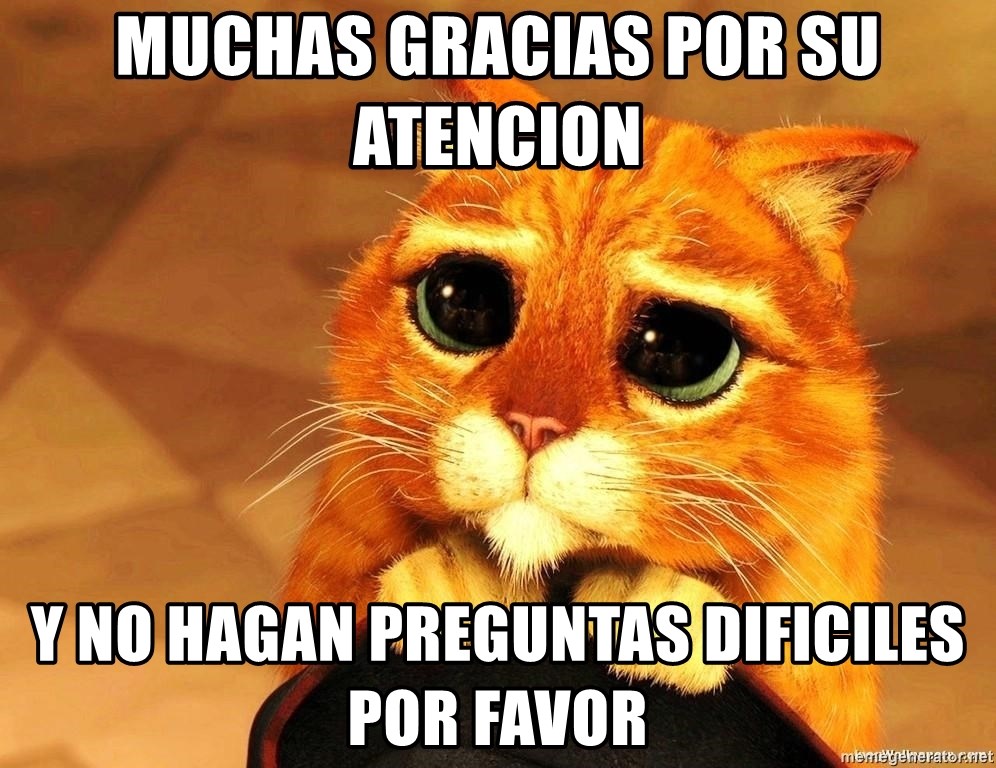 MUCHAS GRACIAS POR SU
ATENCION
Y NO HAGAN PREGUNTAS DIFICILES
POR FAVOR
memegenerator.net